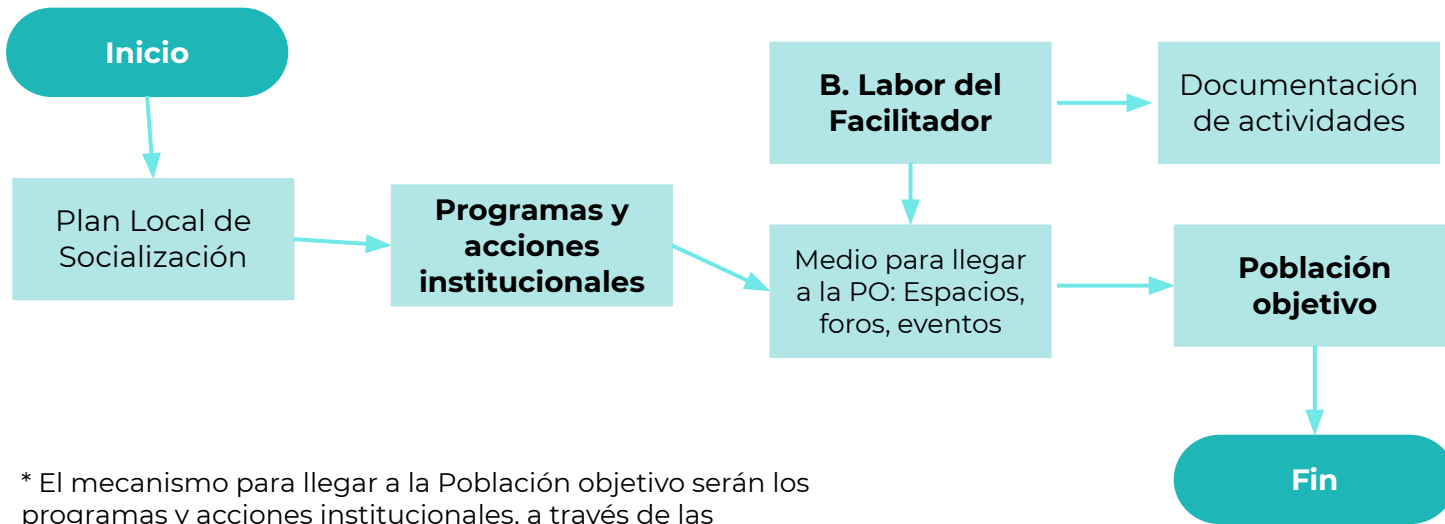 Inicio
Plan Local de
Socialización
Programas y
acciones
institucionales
B. Labor del
Facilitador
Documentación
de actividades
Medio para llegar
a la PO: Espacios,
foros, eventos
Población
objetivo
Fin
* El mecanismo para llegar a la Población objetivo serán los
programas y acciones institucionales, a través de las